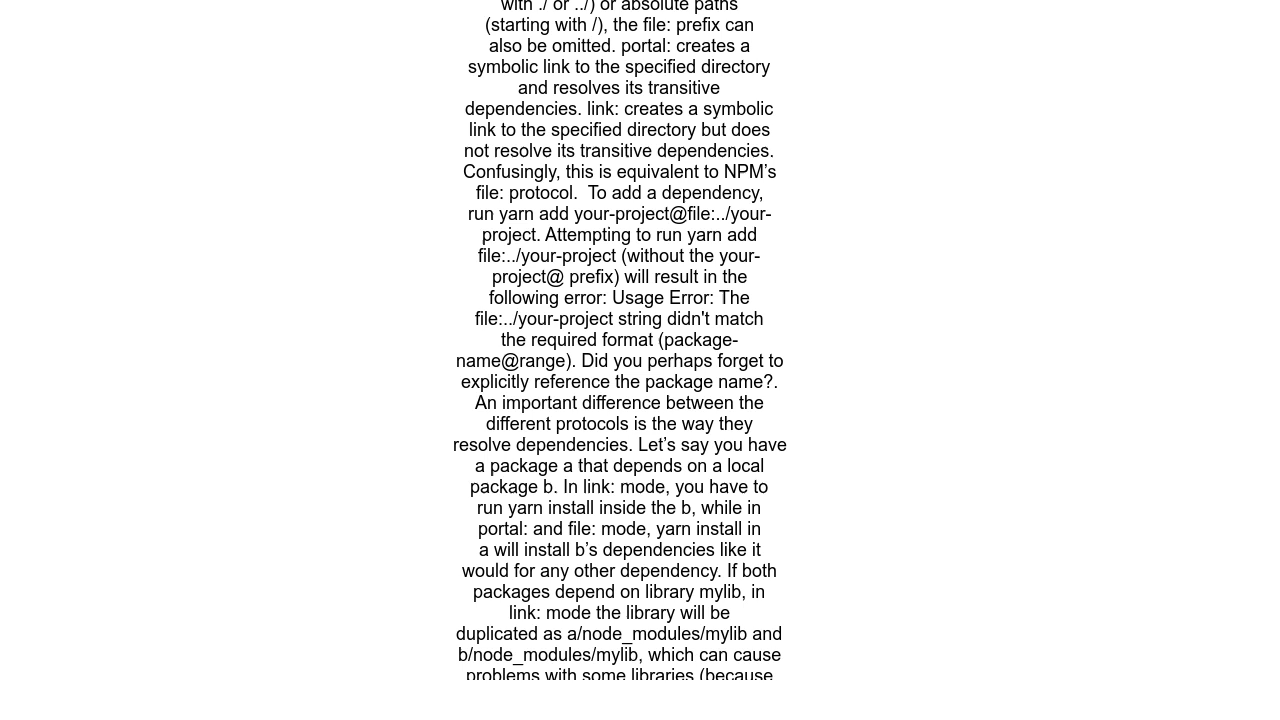 with ./ or ../) or absolute paths
(starting with /), the file: prefix can
also be omitted. portal: creates a
symbolic link to the specified directory
and resolves its transitive
dependencies. link: creates a symbolic
link to the specified directory but does
not resolve its transitive dependencies.
Confusingly, this is equivalent to NPM’s
file: protocol.  To add a dependency,
run yarn add your-project@file:../your-
project. Attempting to run yarn add
file:../your-project (without the your-
project@ prefix) will result in the
following error: Usage Error: The
file:../your-project string didn't match
the required format (package-
name@range). Did you perhaps forget to
explicitly reference the package name?.
An important difference between the
different protocols is the way they
resolve dependencies. Let’s say you have
a package a that depends on a local
package b. In link: mode, you have to
run yarn install inside the b, while in
portal: and file: mode, yarn install in
a will install b’s dependencies like it
would for any other dependency. If both
packages depend on library mylib, in
link: mode the library will be
duplicated as a/node_modules/mylib and
b/node_modules/mylib, which can cause
problems with some libraries (because